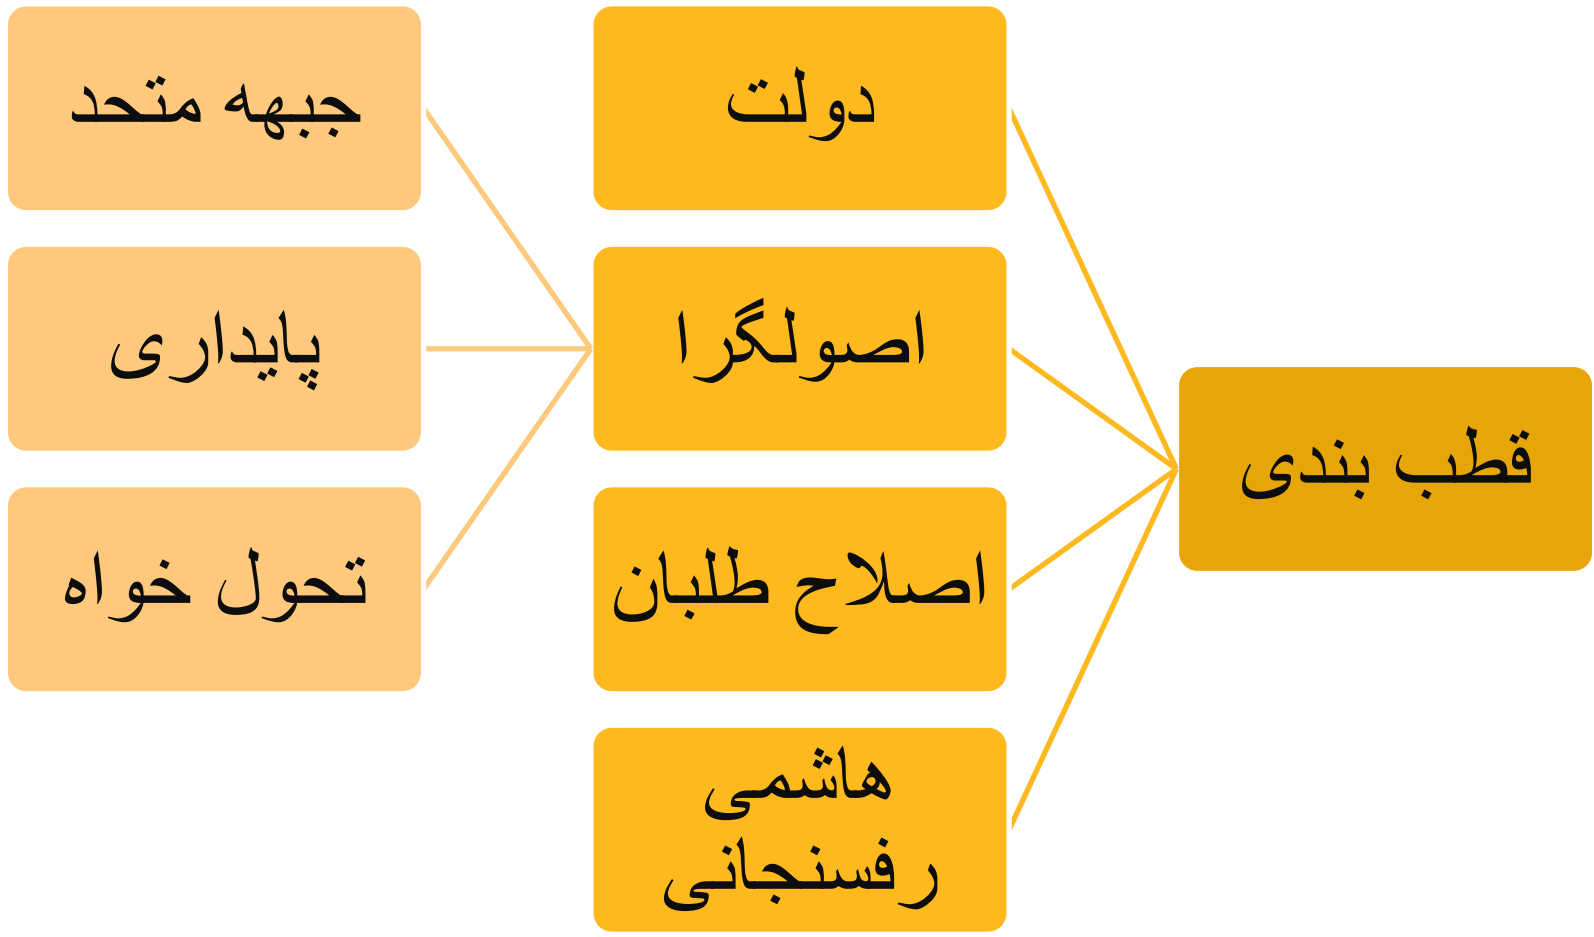 قطب بندی
دولت
اصولگرا
اصلاح طلبان
هاشمی
رفسنجانی
جبهه متحد
پایداری
تحول خواه